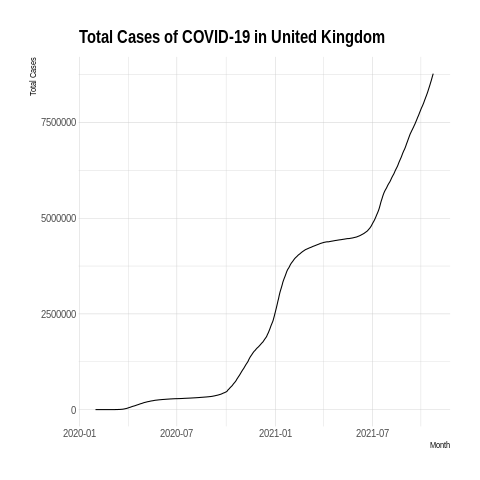 Total Cases of COVID-19 in United Kingdom
Total Cases
7500000
5000000
2500000
0
2020-01 2020-07 2021-01 2021-07
Month